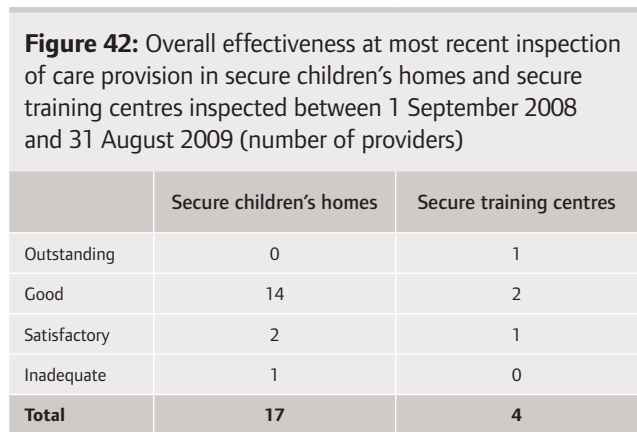 Figure 42: Overall effectiveness at most recent inspection
of care provision in secure children’s homes and secure
training centres inspected between 1 September 2008
and 31 August 2009 (number of providers)
Secure children’s homes Secure training centres
Outstanding 0 1
Good 14 2
Satisfactory 2 1
Inadequate 1 0
Total 17 4